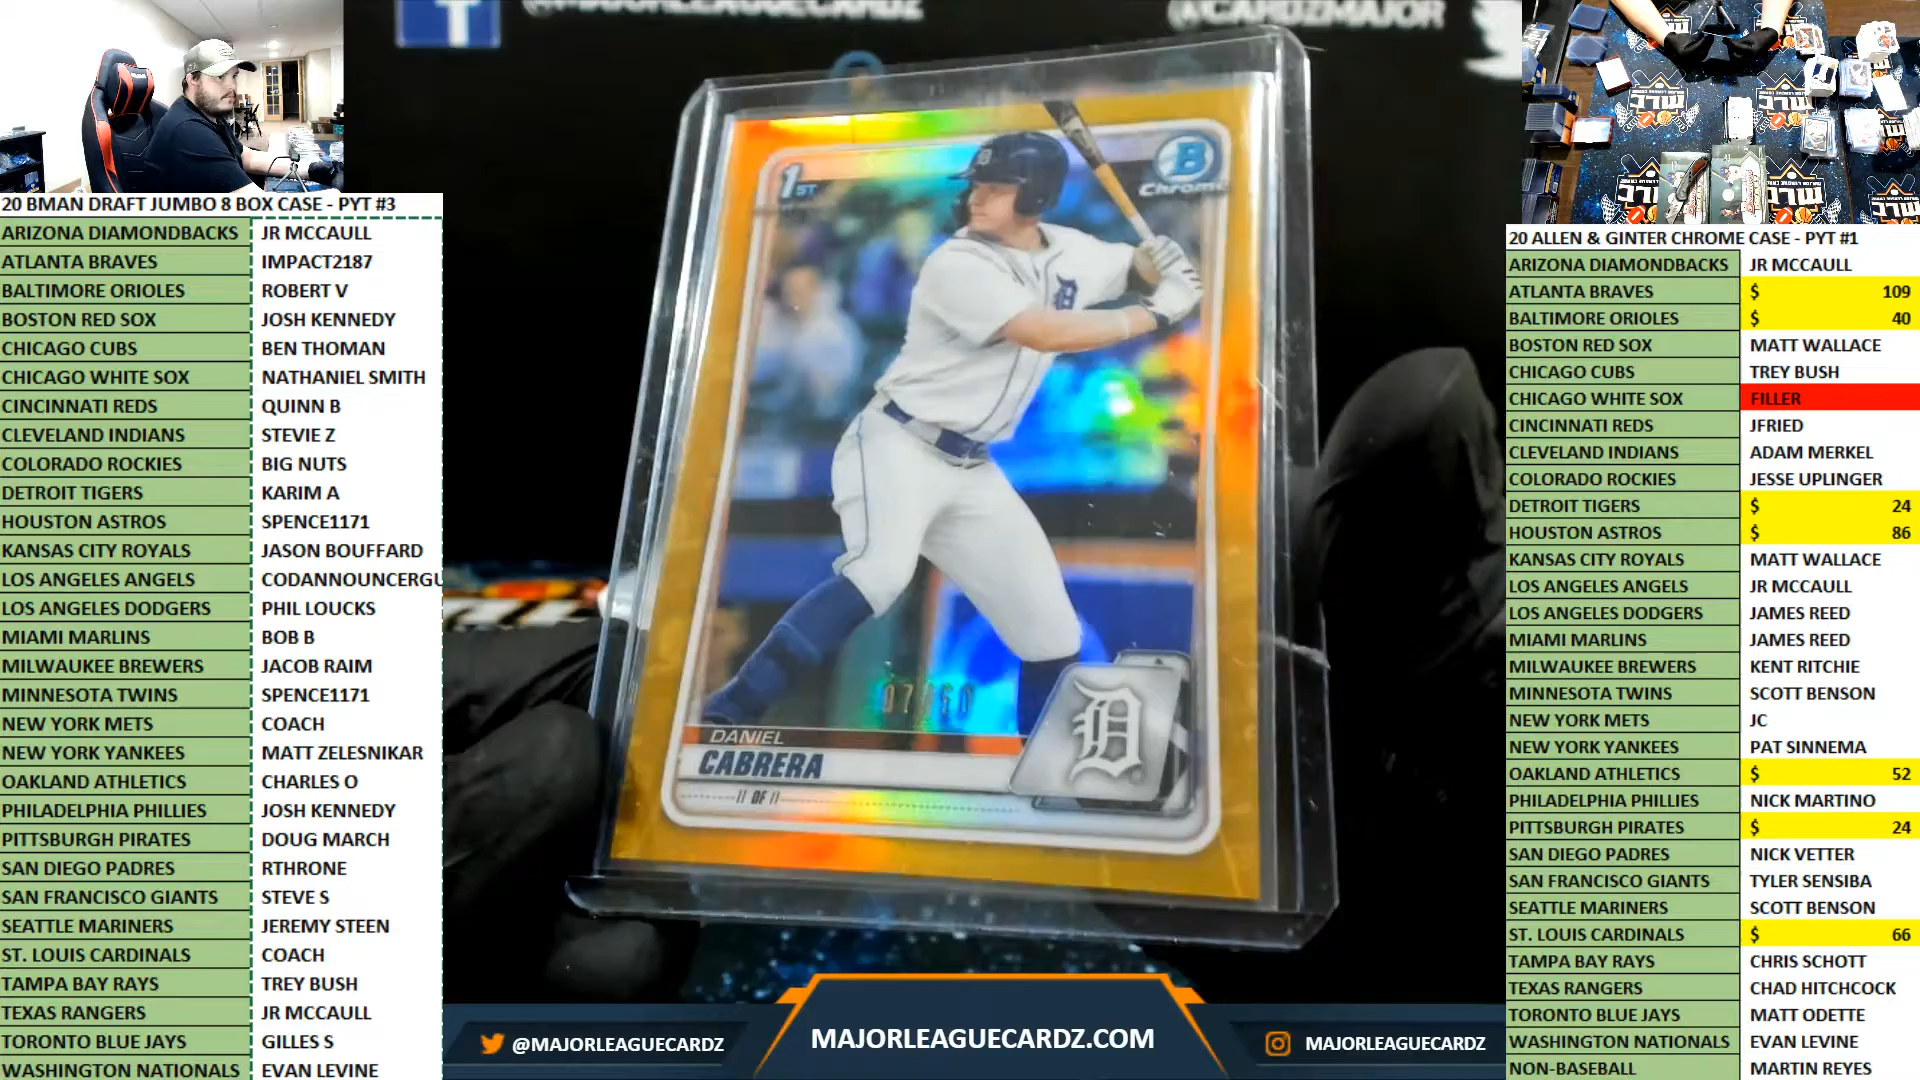 @MAJORLEAGUECARDZ
@CARDZMAJOR
20 BMAN DRAFT JUMBO 8 BOX CASE - PYT #3
ARIZONA DIAMONDBACKS JR MCCAULL
ATLANTA BRAVES IMPACT2187
BALTIMORE ORIOLES ROBERT V
BOSTON RED SOX JOSH KENNEDY
CHICAGO CUBS BEN THOMAN
CHICAGO WHITE SOX NATHANIEL SMITH
CINCINNATI REDS QUINN B
CLEVELAND INDIANS STEVIE Z
COLORADO ROCKIES BIG NUTS
DETROIT TIGERS KARIM A
HOUSTON ASTROS SPENCE1171
KANSAS CITY ROYALS JASON BOUFFARD
LOS ANGELES ANGELS CODANNOUNCERGU
LOS ANGELES DODGERS PHIL LOUCKS
MIAMI MARLINS BOB B
MILWAUKEE BREWERS JACOB RAIM
MINNESOTA TWINS SPENCE1171
NEW YORK METS COACH
NEW YORK YANKEES MATT ZELESNIKAR
OAKLAND ATHLETICS CHARLES O
PHILADELPHIA PHILLIES JOSH KENNEDY
PITTSBURGH PIRATES DOUG MARCH
SAN DIEGO PADRES RTHRONE
SAN FRANCISCO GIANTS STEVE S
SEATTLE MARINERS JEREMY STEEN
ST. LOUIS CARDINALS COACH
TAMPA BAY RAYS TREY BUSH
TEXAS RANGERS JR MCCAULL
TORONTO BLUE JAYS GILLES S
WASHINGTON NATIONALS EVAN LEVINE
1ST
B
Chrome
D
07/50
DANIEL
CABRERA
11 OF 11
D
@MAJORLEAGUECARDZ
MAJORLEAGUECARDZ.COM
MAJORLEAGUECARDZ
20 ALLEN & GINTER CHROME CASE - PYT #1
ARIZONA DIAMONDBACKS JR MCCAULL
ATLANTA BRAVES $ 109
BALTIMORE ORIOLES $ 40
BOSTON RED SOX MATT WALLACE
CHICAGO CUBS TREY BUSH
CHICAGO WHITE SOX FILLER
CINCINNATI REDS JFRIED
CLEVELAND INDIANS ADAM MERKEL
COLORADO ROCKIES JESSE UPLINGER
DETROIT TIGERS $ 24
HOUSTON ASTROS $ 86
KANSAS CITY ROYALS MATT WALLACE
LOS ANGELES ANGELS JR MCCAULL
LOS ANGELES DODGERS JAMES REED
MIAMI MARLINS JAMES REED
MILWAUKEE BREWERS KENT RITCHIE
MINNESOTA TWINS SCOTT BENSON
NEW YORK METS JC
NEW YORK YANKEES PAT SINNEMA
OAKLAND ATHLETICS $ 52
PHILADELPHIA PHILLIES NICK MARTINO
PITTSBURGH PIRATES $ 24
SAN DIEGO PADRES NICK VETTER
SAN FRANCISCO GIANTS TYLER SENSIBA
SEATTLE MARINERS SCOTT BENSON
ST. LOUIS CARDINALS $ 66
TAMPA BAY RAYS CHRIS SCHOTT
TEXAS RANGERS CHAD HITCHCOCK
TORONTO BLUE JAYS MATT ODETTE
WASHINGTON NATIONALS EVAN LEVINE
NON-BASEBALL MARTIN REYES